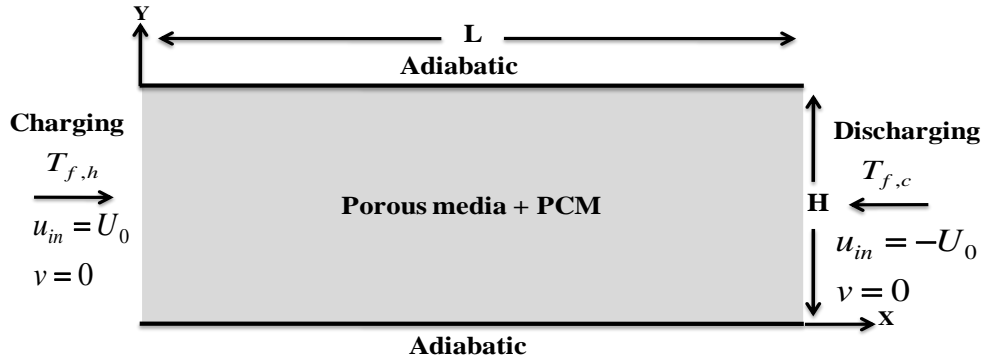 Y
L
Adiabatic
Charging
T_{f,h}
u_{in} = U_0
v = 0
Porous media + PCM
H
Discharging
T_{f,c}
u_{in} = -U_0
v = 0
X
Adiabatic